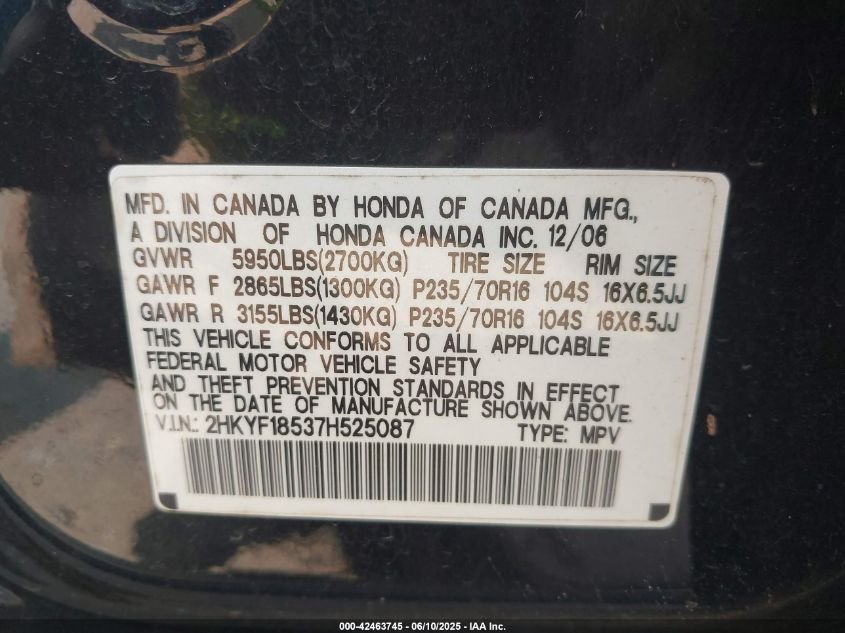 MFD. IN CANADA BY HONDA OF CANADA MFG.,
A DIVISION OF HONDA CANADA INC. 12/06
GVWR 5950LBS(2700KG) TIRE SIZE RIM SIZE
GAWR F 2865LBS(1300KG) P235/70R16 104S 16X6.5JJ
GAWR R 3155LBS(1430KG) P235/70R16 104S 16X6.5JJ
THIS VEHICLE CONFORMS TO ALL APPLICABLE
FEDERAL MOTOR VEHICLE SAFETY
AND THEFT PREVENTION STANDARDS IN EFFECT
ON THE DATE OF MANUFACTURE SHOWN ABOVE.
V.I.N.: 2HKYF18537H525087 TYPE: MPV
000-42463745 - 06/10/2025 - IAA Inc.